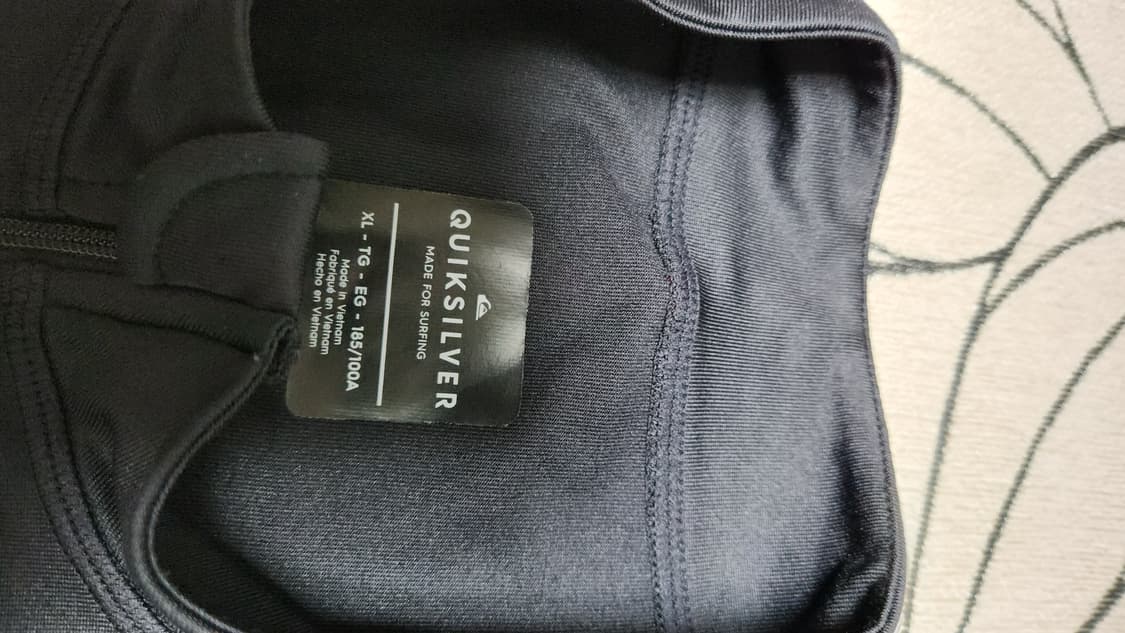 QUIKSILVER
MADE FOR SURFING
XL - TG - EG - 185/100A
Made in Vietnam
Fabriqué en Vietnam
Hecho en Vietnam